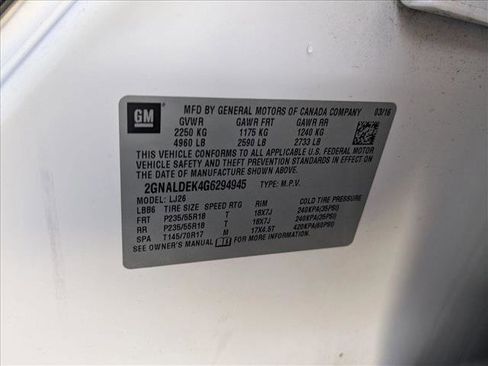 GM
MFD BY GENERAL MOTORS OF CANADA COMPANY 03/16
GVWR GAWR FRT GAWR RR
2250 KG 1175 KG 1240 KG
4960 LB 2590 LB 2733 LB
THIS VEHICLE CONFORMS TO ALL APPLICABLE U.S. FEDERAL MOTOR
VEHICLE SAFETY AND THEFT PREVENTION STANDARDS IN EFFECT ON THE
DATE OF MANUFACTURE SHOWN ABOVE.
2GNALDEK4G6294945 TYPE: M.P.V.
MODEL: LJ26
LBB6 TIRE SIZE SPEED RTG RIM COLD TIRE PRESSURE
FRT P235/55R18 T 18X7J 240KPA(35PSI)
RR P235/55R18 T 18X7J 240KPA(35PSI)
SPA T145/70R17 M 17X4.5T 420KPA(60PSI)
SEE OWNER'S MANUAL FOR MORE INFORMATION.